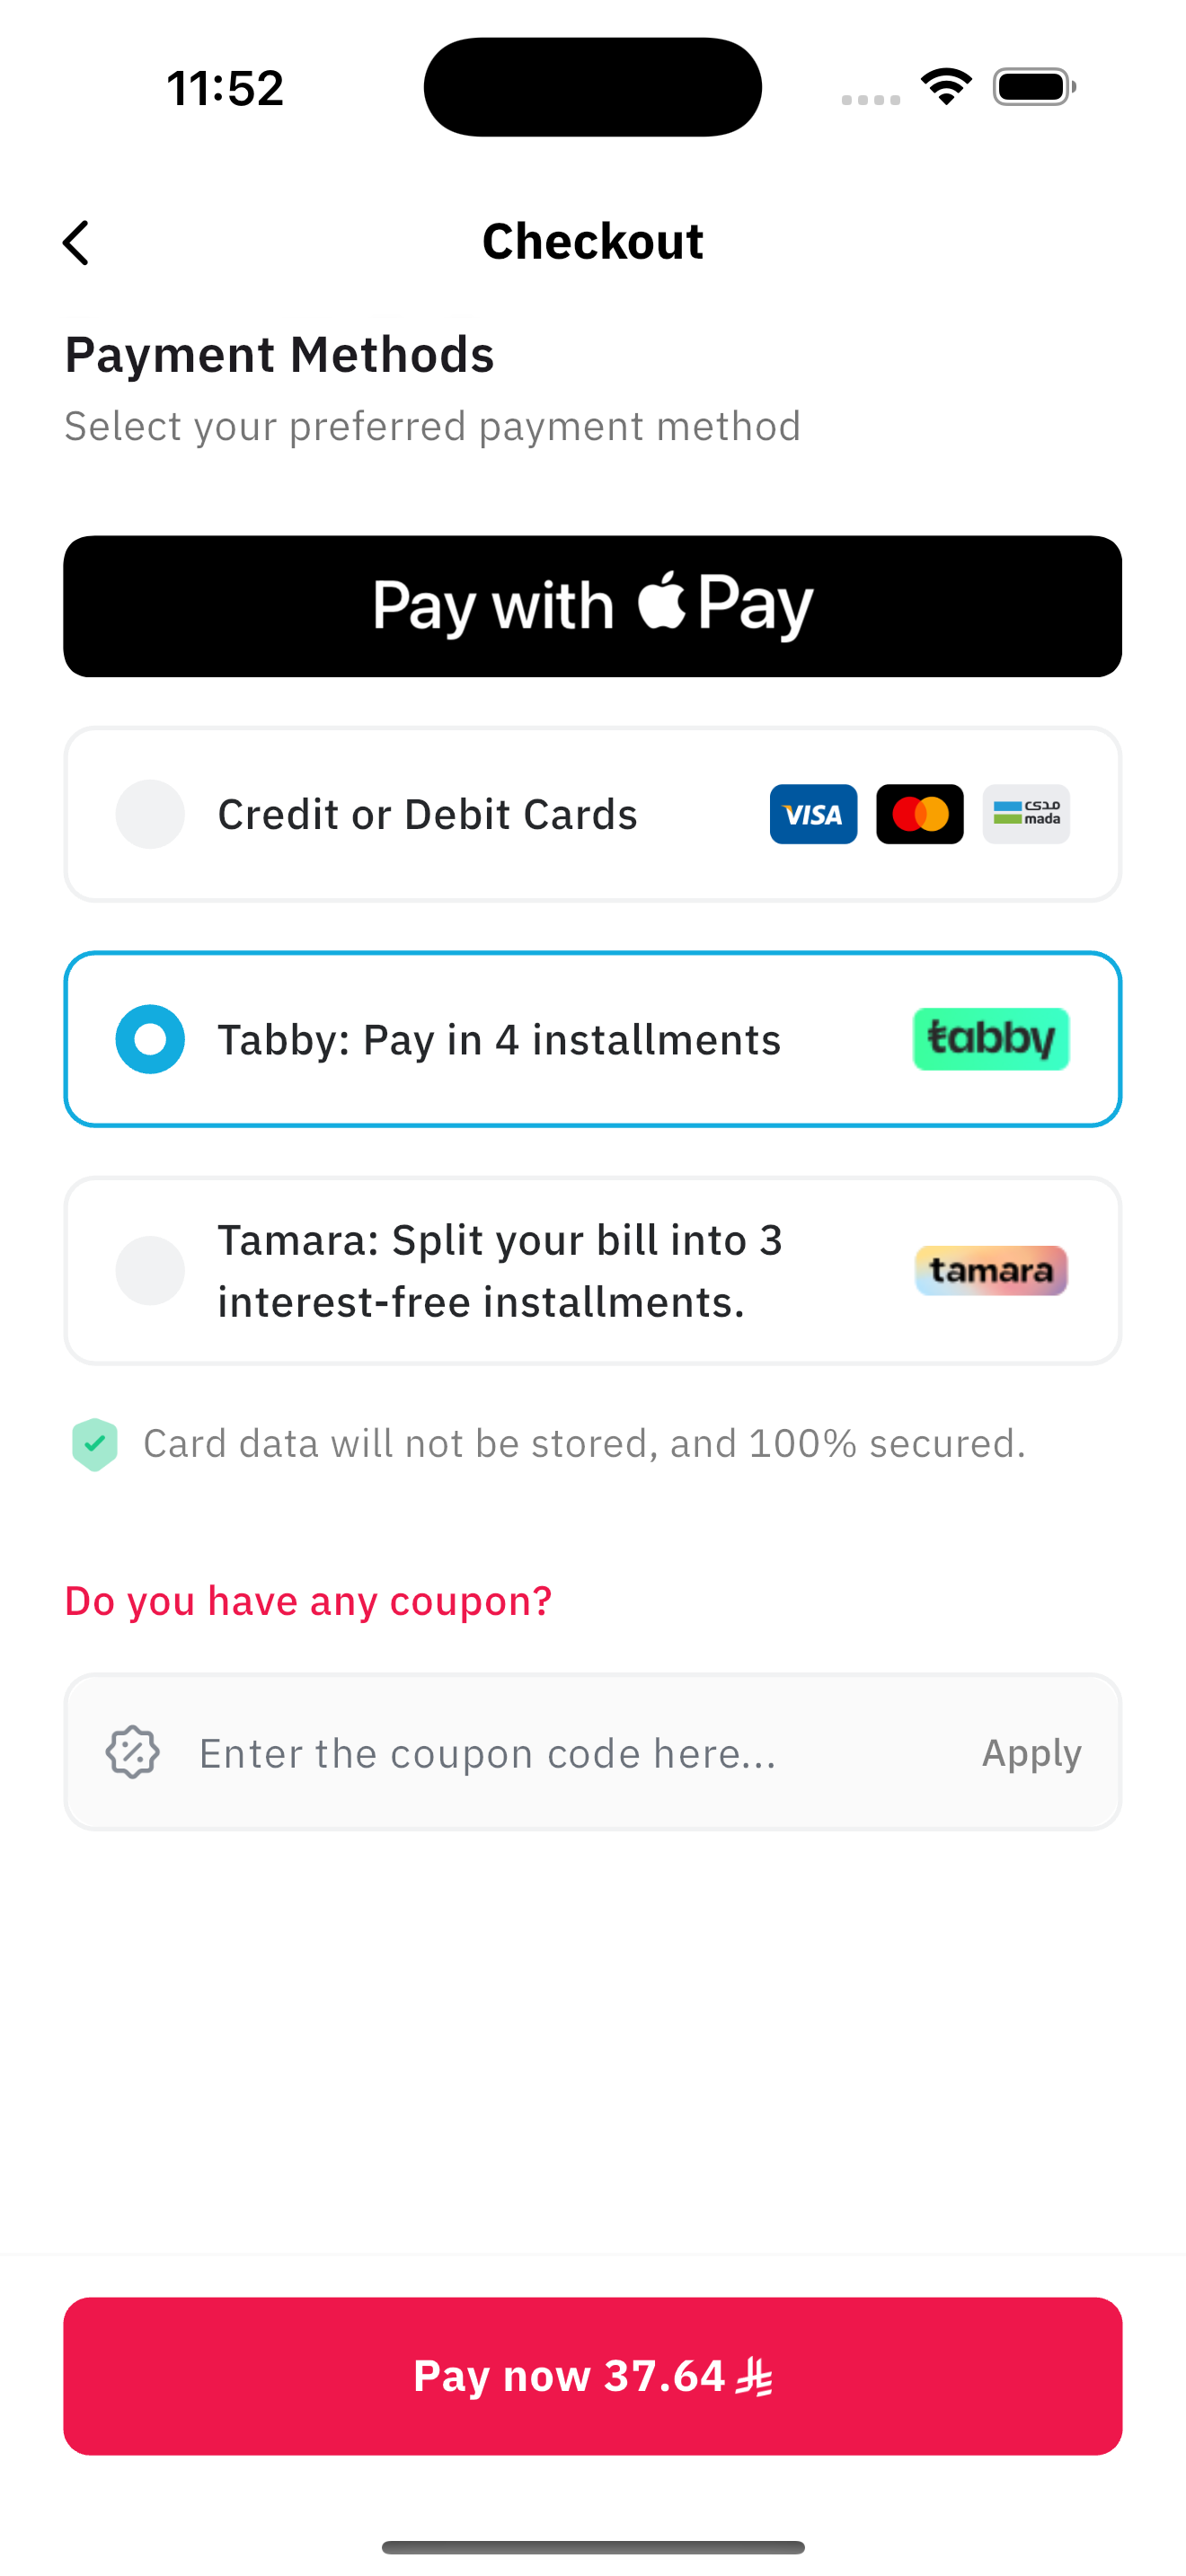 11:52
Checkout
Payment Methods
Select your preferred payment method
Pay with Pay
Credit or Debit Cards
VISA
مدى
mada
Tabby: Pay in 4 installments
tabby
Tamara: Split your bill into 3
interest-free installments.
tamara
Card data will not be stored, and 100% secured.
Do you have any coupon?
Enter the coupon code here...
Apply
Pay now 37.64 ⃁